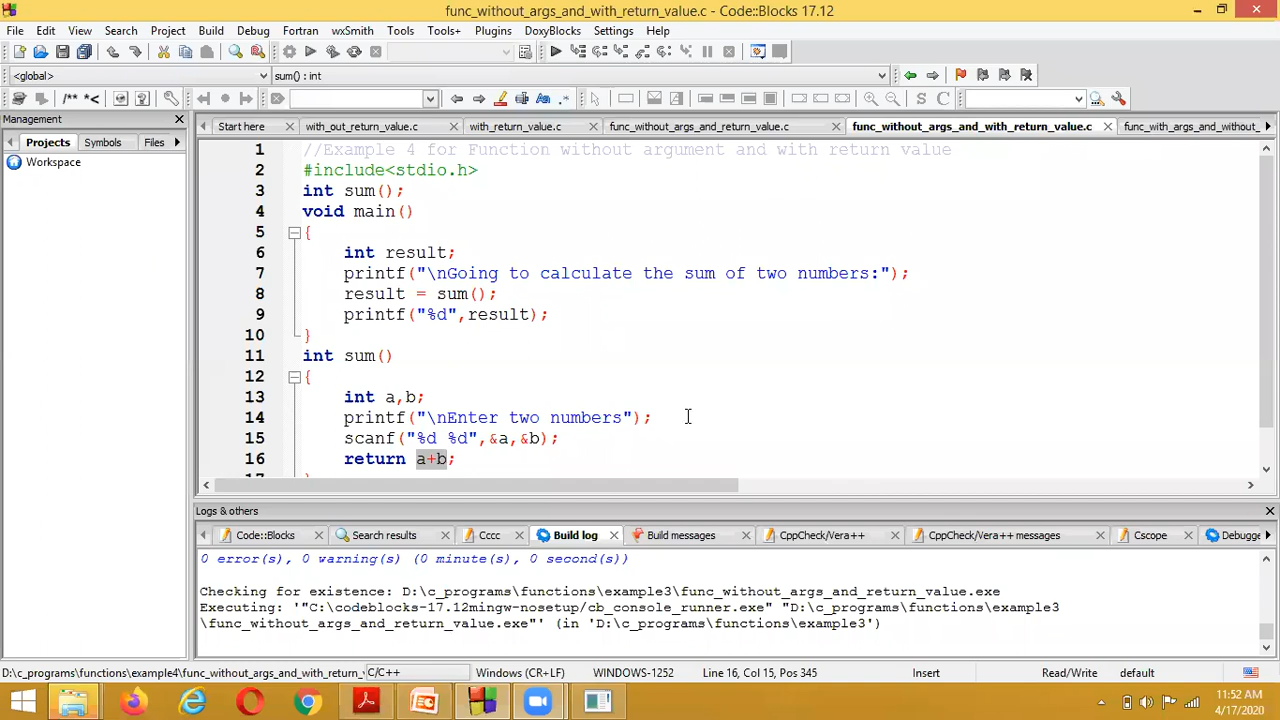 func_without_args_and_with_return_value.c - Code::Blocks 17.12
File Edit View Search Project Build Debug Fortran wxSmith Tools Tools+ Plugins DoxyBlocks Settings Help
<global> sum() : int
/** *<
S C
Management
Projects Symbols Files
Workspace
Start here with_out_return_value.c with_return_value.c func_without_args_and_return_value.c func_without_args_and_with_return_value.c func_with_args_and_without_
1 //Example 4 for Function without argument and with return value
2 #include<stdio.h>
3 int sum();
4 void main()
5 {
6 int result;
7 printf("\nGoing to calculate the sum of two numbers:");
8 result = sum();
9 printf("%d",result);
10 }
11 int sum()
12 {
13 int a,b;
14 printf("\nEnter two numbers");
15 scanf("%d %d",&a,&b);
16 return a+b;
Logs & others
Code::Blocks Search results Cccc Build log Build messages CppCheck/Vera++ CppCheck/Vera++ messages Cscope Debugge
0 error(s), 0 warning(s) (0 minute(s), 0 second(s))
Checking for existence: D:\c_programs\functions\example3\func_without_args_and_return_value.exe
Executing: '"C:\codeblocks-17.12mingw-nosetup/cb_console_runner.exe" "D:\c_programs\functions\example3
\func_without_args_and_return_value.exe"' (in 'D:\c_programs\functions\example3')
D:\c_programs\functions\example4\func_without_args_and_with_return_v C/C++ Windows (CR+LF) WINDOWS-1252 Line 16, Col 15, Pos 345 Insert Read/Write default
11:52 AM
4/17/2020